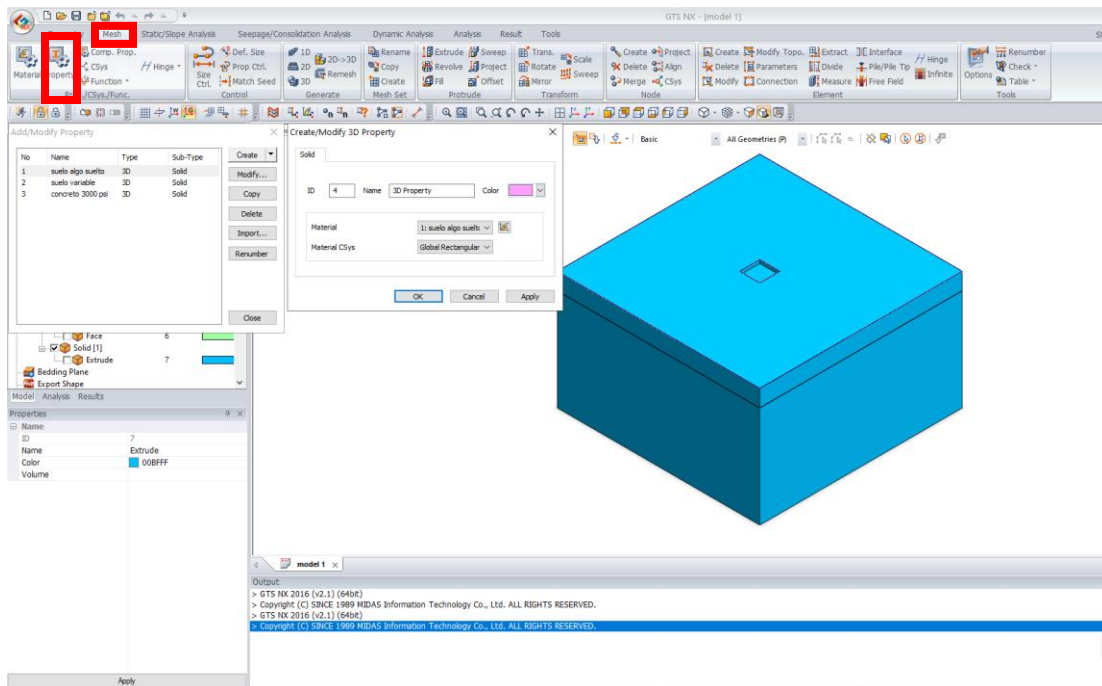 GTS NX - [model 1]
Mesh Static/Slope Analysis Seepage/Consolidation Analysis Dynamic Analysis Analysis Result Tools
Comp. Prop. Def. Size 1D 2D->3D Rename Extrude Sweep Trans. Scale Create Project Create Modify Topo. Extract Interface Hinge Renumber
Material Property CSys Hinge Size Ctrl. Prop Ctrl. 2D Remesh Copy Revolve Project Rotate Sweep Delete Align Delete Parameters Divide Pile/Pile Tip Infinite Options Check
Function Match Seed 3D Create Fill Offset Mirror Merge CSys Modify Connection Measure Free Field Table
/CSys./Func. Control Generate Mesh Set Protrude Transform Node Element Tools
Basic All Geometries (P)
Add/Modify Property
No Name Type Sub-Type
1 suelo algo suelto 3D Solid
2 suelo variable 3D Solid
3 concreto 3000 psi 3D Solid
Create
Modify...
Copy
Delete
Import...
Renumber
Close
Create/Modify 3D Property
Solid
ID 4 Name 3D Property Color
Material 1: suelo algo suelt
Material CSys Global Rectangular
OK Cancel Apply
Face 6
Solid [1]
Extrude 7
Bedding Plane
Export Shape
Model Analysis Results
Properties
Name
ID 7
Name Extrude
Color 00BFFF
Volume
Apply
model 1
Output
> GTS NX 2016 (v2.1) (64bit)
> Copyright (C) SINCE 1989 MIDAS Information Technology Co., Ltd. ALL RIGHTS RESERVED.
> GTS NX 2016 (v2.1) (64bit)
> Copyright (C) SINCE 1989 MIDAS Information Technology Co., Ltd. ALL RIGHTS RESERVED.